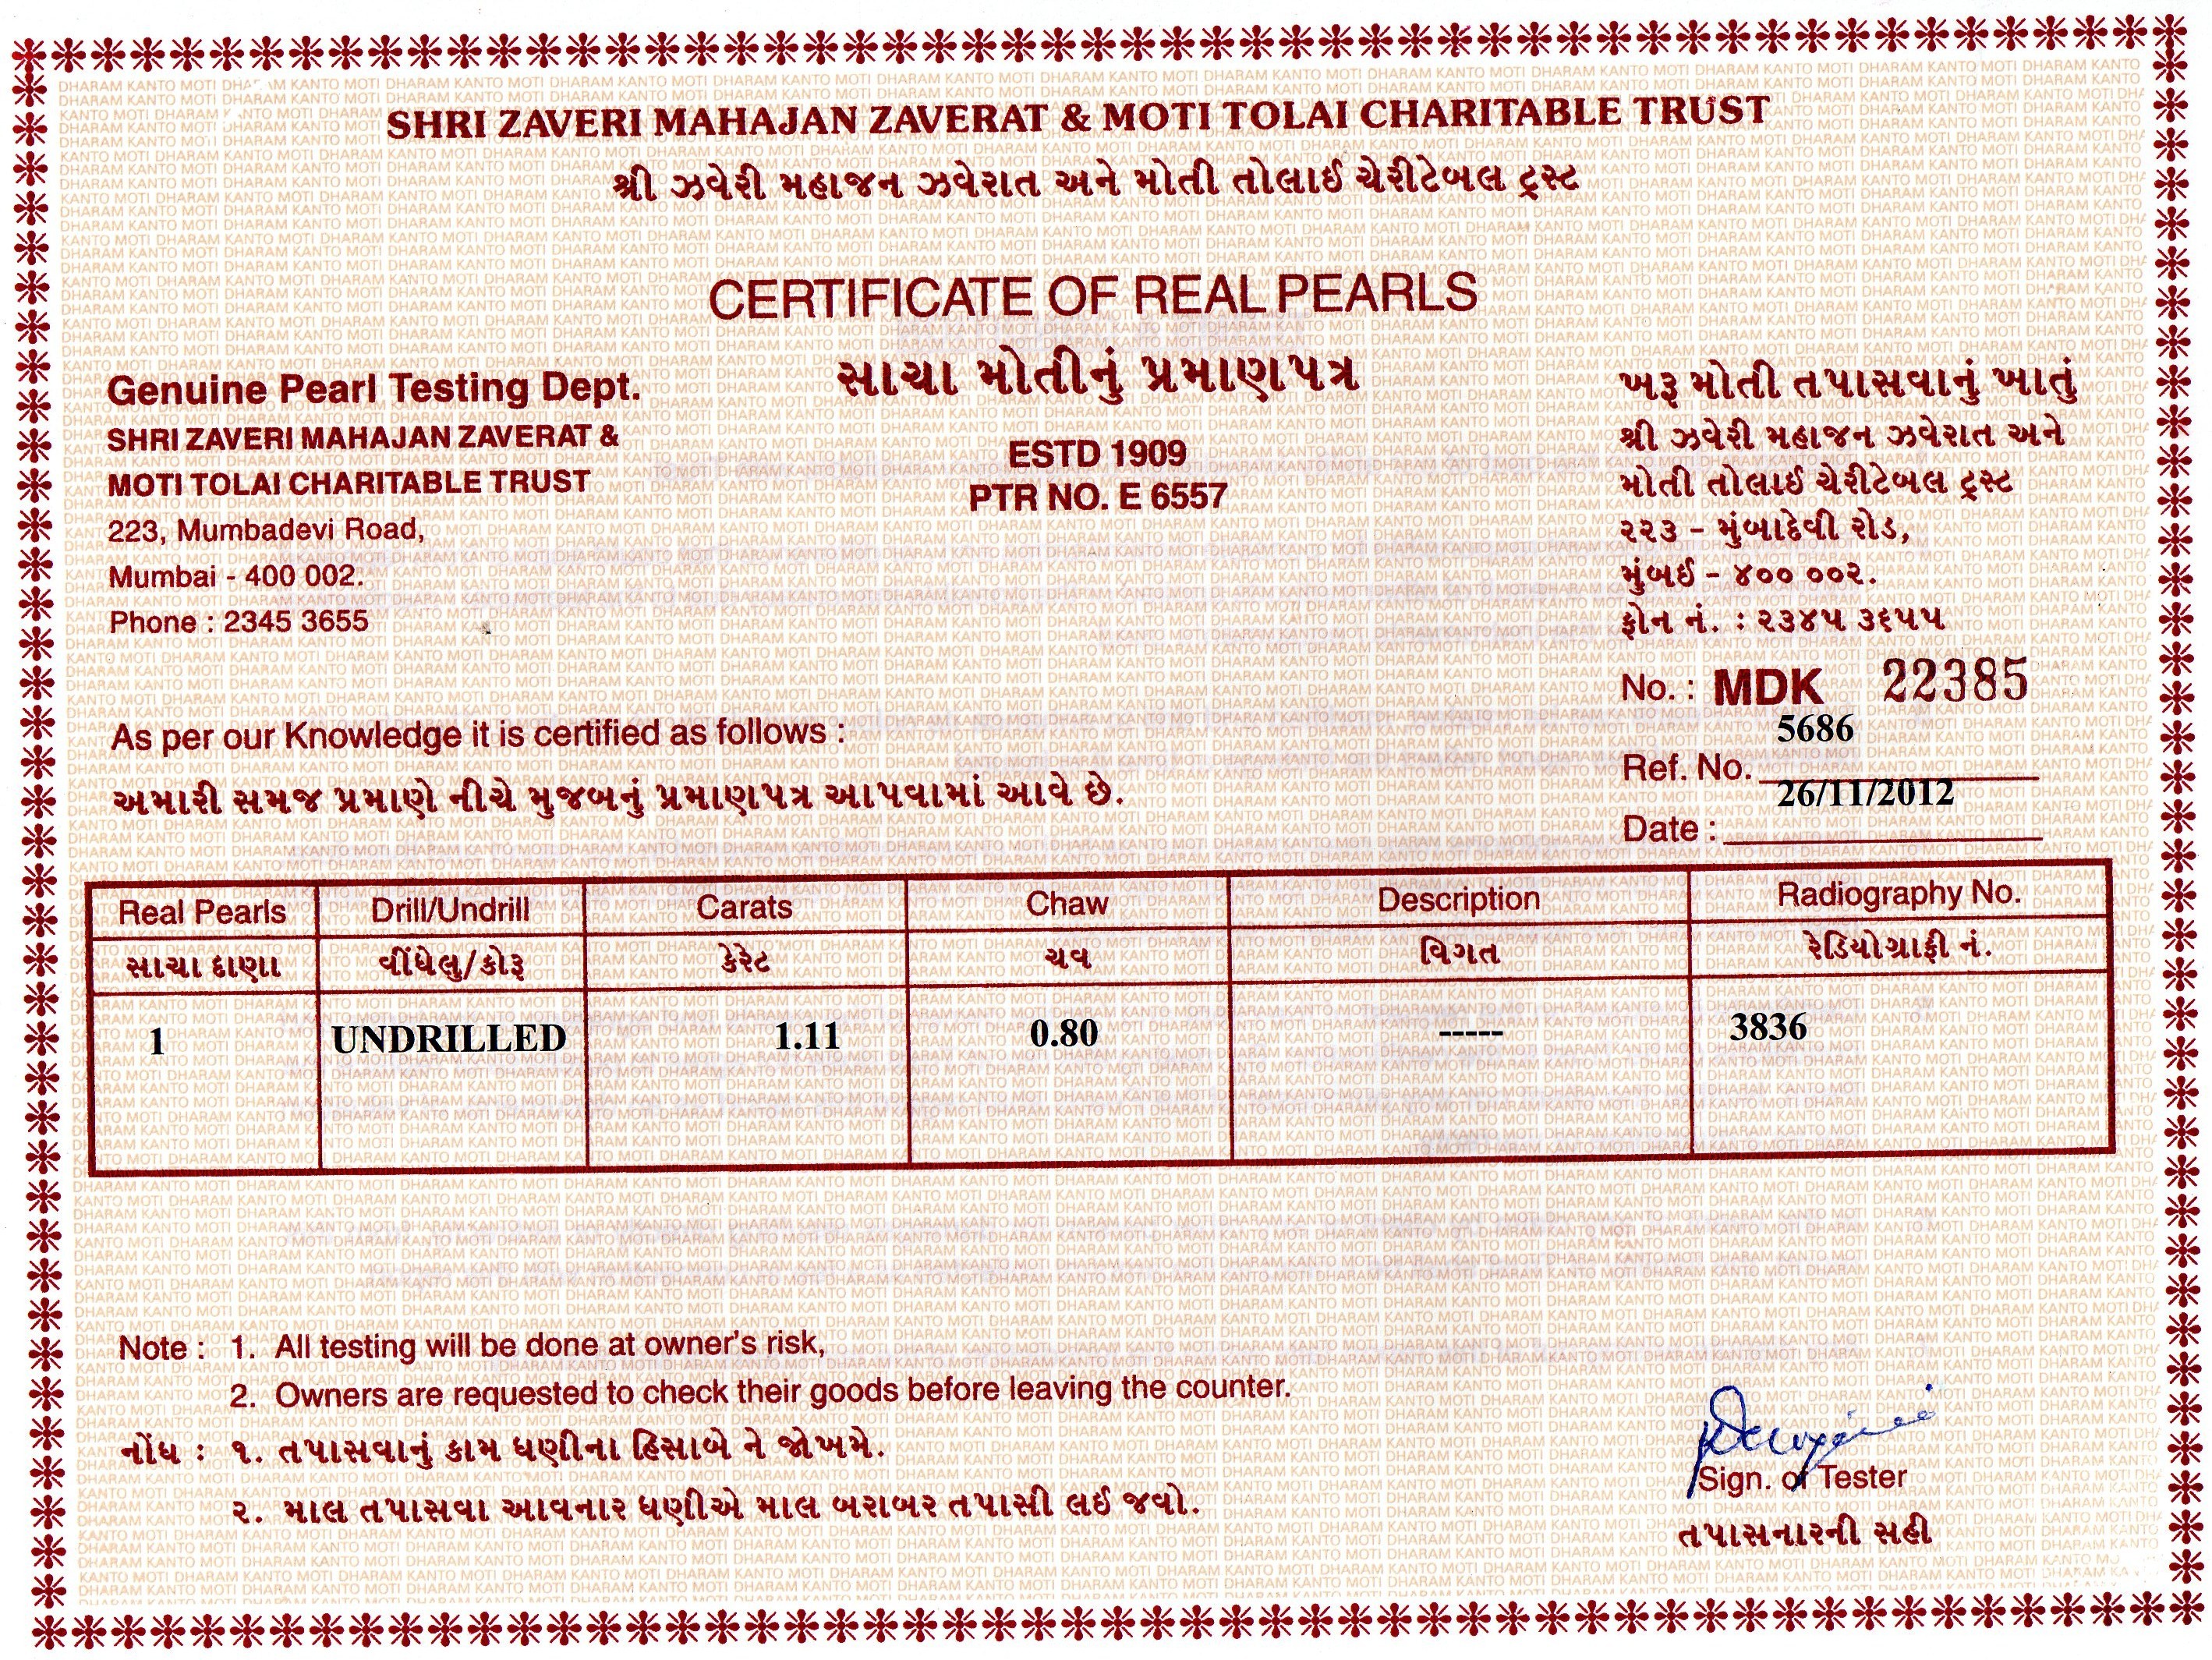 SHRI ZAVERI MAHAJAN ZAVERAT & MOTI TOLAI CHARITABLE TRUST
શ્રી ઝવેરી મહાજન ઝવેરાત અને મોતી તોલાઈ ચેરીટેબલ ટ્રસ્ટ
CERTIFICATE OF REAL PEARLS
સાચા મોતીનું પ્રમાણપત્ર
ESTD 1909
PTR NO. E 6557
Genuine Pearl Testing Dept.
SHRI ZAVERI MAHAJAN ZAVERAT &
MOTI TOLAI CHARITABLE TRUST
223, Mumbadevi Road,
Mumbai - 400 002.
Phone : 2345 3655
ખરૂ મોતી તપાસવાનું ખાતું
શ્રી ઝવેરી મહાજન ઝવેરાત અને
મોતી તોલાઈ ચેરીટેબલ ટ્રસ્ટ
૨૨૩ - મુંબાદેવી રોડ,
મુંબઈ - ૪૦૦ ૦૦૨.
ફોન નં. : ૨૩૪૫ ૩૬૫૫
No. : MDK 22385
5686
Ref. No.
26/11/2012
Date :
As per our Knowledge it is certified as follows :
અમારી સમજ પ્રમાણે નીચે મુજબનું પ્રમાણપત્ર આપવામાં આવે છે.
Real Pearls Drill/Undrill Carats Chaw Description Radiography No.
સાચા દાણા વીંધેલુ/કોરૂ કેરેટ ચવ વિગત રેડિયોગ્રાફી નં.
1 UNDRILLED 1.11 0.80 ----- 3836
Note : 1. All testing will be done at owner's risk,
2. Owners are requested to check their goods before leaving the counter.
નોંધ : ૧. તપાસવાનું કામ ધણીના હિસાબે ને જોખમે.
૨. માલ તપાસવા આવનાર ધણીએ માલ બરાબર તપાસી લઈ જવો.
Sign. of Tester
તપાસનારની સહી